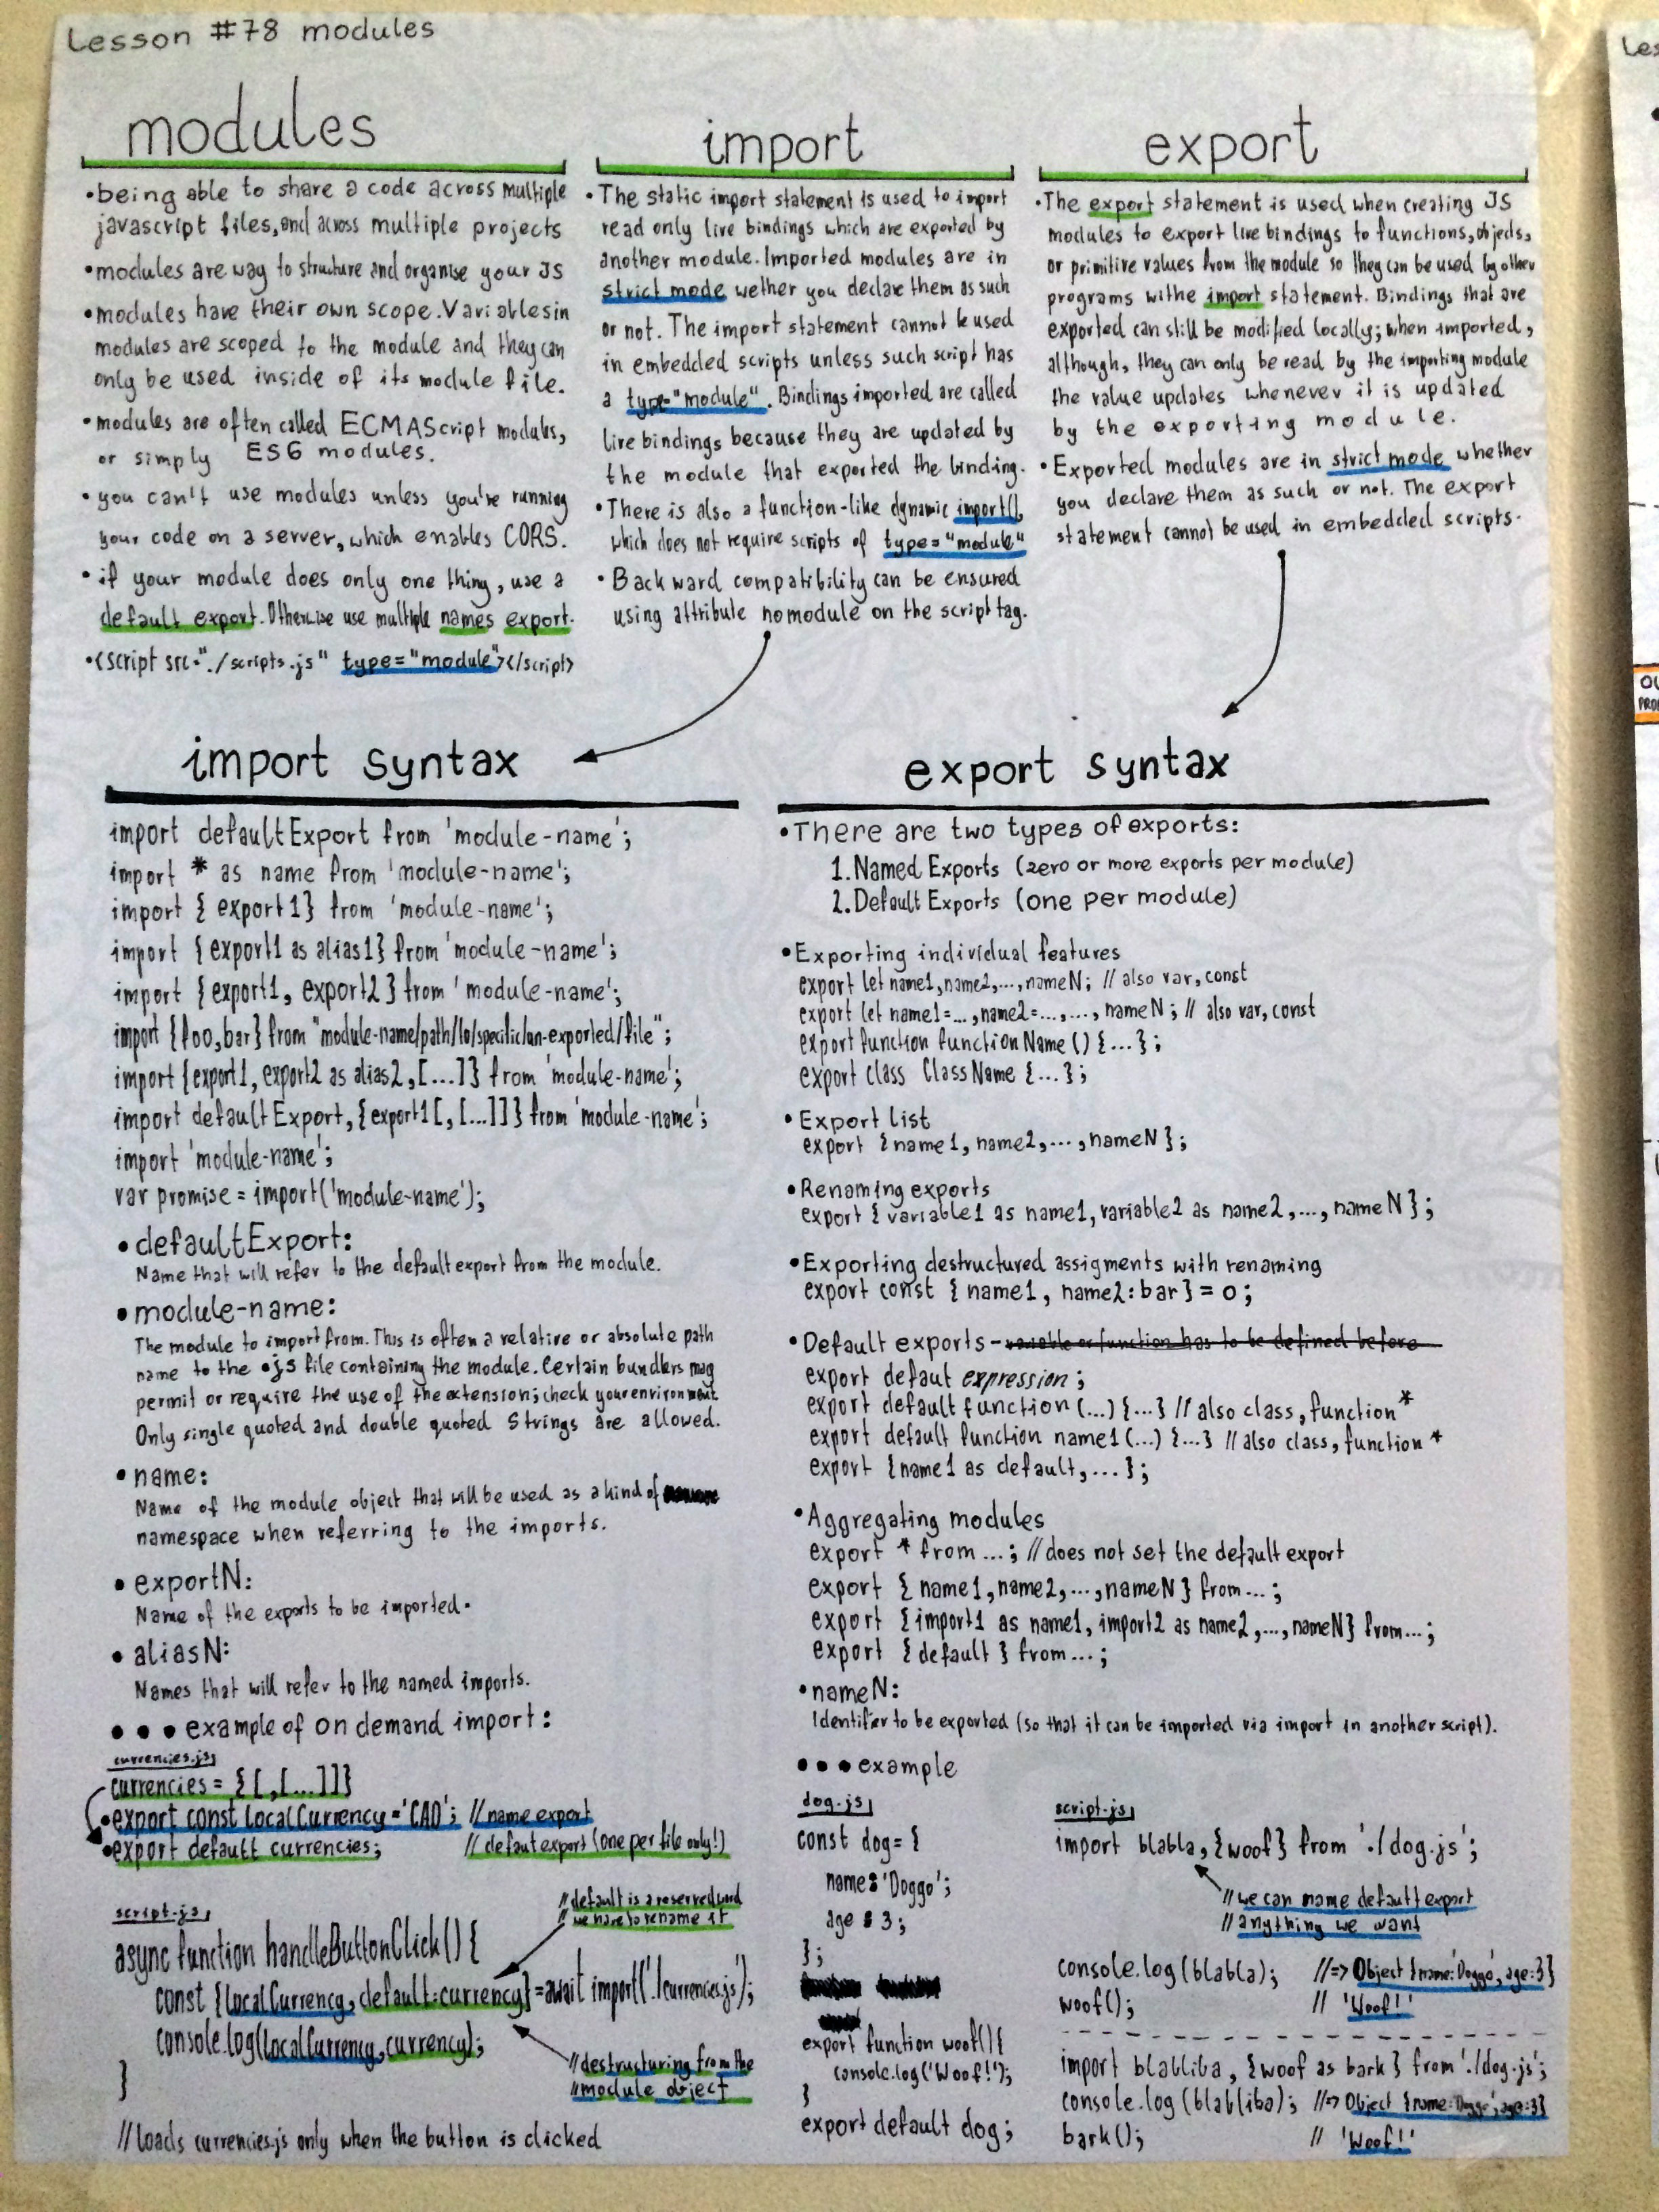 Lesson #78 modules
modules
•being able to share a code across multiple
javascript files, and across multiple projects
•modules are way to structure and organise your JS
•modules have their own scope. Variables in
modules are scoped to the module and they can
only be used inside of its module file.
•modules are often called ECMAScript modules,
or simply ES6 modules.
•you can't use modules unless you're running
your code on a server, which enables CORS.
•if your module does only one thing, use a
default export. Otherwise use multiple names export.
•<script src="./scripts.js" type="module"></script>
import
•The static import statement is used to import
read only live bindings which are exported by
another module. Imported modules are in
strict mode wether you declare them as such
or not. The import statement cannot be used
in embedded scripts unless such script has
a type="module". Bindings imported are called
live bindings because they are updated by
the module that exported the binding.
•There is also a function-like dynamic import(),
which does not require scripts of type="module"
•Backward compatibility can be ensured
using attribute nomodule on the script tag.
export
•The export statement is used when creating JS
modules to export live bindings to functions, objects,
or primitive values from the module so they can be used by other
programs withe import statement. Bindings that are
exported can still be modified locally; when imported,
although, they can only be read by the importing module
the value updates whenever it is updated
by the exporting module.
•Exported modules are in strict mode whether
you declare them as such or not. The export
statement cannot be used in embedded scripts.
import syntax
import defaultExport from 'module-name';
import * as name from 'module-name';
import { export1} from 'module-name';
import {export1 as alias1} from 'module-name';
import {export1, export2} from 'module-name';
import {foo,bar} from "module-name/path/to/specific/un-exported/file";
import {export1, export2 as alias2, [...]} from 'module-name';
import defaultExport, {export1 [, [...]]} from 'module-name';
import 'module-name';
var promise = import('module-name');
•defaultExport:
Name that will refer to the default export from the module.
•module-name:
The module to import from. This is often a relative or absolute path
name to the .js file containing the module. Certain bundlers may
permit or require the use of the extension; check your environment.
Only single quoted and double quoted Strings are allowed.
•name:
Name of the module object that will be used as a kind of
namespace when referring to the imports.
•exportN:
Name of the exports to be imported.
•aliasN:
Names that will refer to the named imports.
•••example of on demand import:
currencies.js
currencies = {[,[...]]}
•export const localCurrency='CAD'; //name export
•export default currencies; //defaut export (one per file only!)
script.js
//default is a reserved word
//we have to rename it
async function handleButtonClick() {
const {localCurrency, default:currency}=await import('./currencies.js');
console.log(localCurrency, currency);
//destructuring from the
//module object
}
//Loads currencies.js only when the button is clicked
export syntax
•There are two types of exports:
1.Named Exports (zero or more exports per module)
2.Default Exports (one per module)
•Exporting individual features
export let name1,name2,...,nameN; // also var, const
export let name1=...,name2=...,...,nameN; // also var, const
export function functionName () {...};
export class ClassName {...};
•Export list
export {name1, name2,...,nameN};
•Renaming exports
export {variable1 as name1, variable2 as name2,...,nameN};
•Exporting destructured assigments with renaming
export const {name1, name2:bar} = o;
•Default exports-variable or function has to be defined before
export defaut expression;
export default function (...) {...} // also class, function*
export default function name1 (...) {...} // also class, function*
export {name1 as default,...};
•Aggregating modules
export * from ...; // does not set the default export
export {name1,name2,...,nameN} from...;
export {import1 as name1, import2 as name2,...,nameN} from...;
export {default} from...;
•nameN:
Identifer to be exported (so that it can be imported via import in another script).
•••example
dog.js
const dog= {
name:'Doggo';
age:3;
};
export function woof(){
console.log('Woof!');
}
export default dog;
script.js
import blabla,{woof} from './dog.js';
//we can name default export
//anything we want
console.log(blabla); //=> Object {name:'Doggo', age:3}
woof(); // 'Woof!'
import blabliba, {woof as bark} from './dog.js';
console.log(blabliba); //=> Object {name:'Doggo', age:3}
bark(); // 'Woof!'